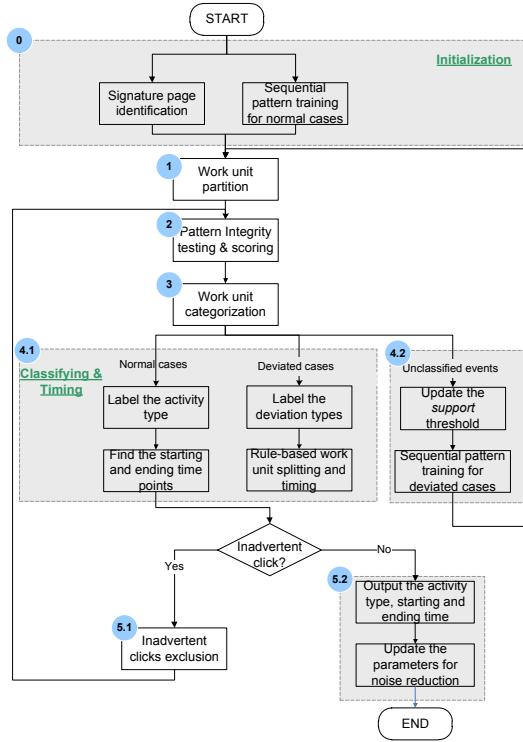 START
0
Initialization
Signature page
identification
Sequential
pattern training
for normal cases
1
Work unit
partition
2
Pattern Integrity
testing & scoring
3
Work unit
categorization
4.1
Classifying &
Timing
Normal cases
Deviated cases
Label the activity
type
Label the
deviation types
Find the starting
and ending time
points
Rule-based work
unit splitting and
timing
4.2
Unclassified events
Update the
support
threshold
Sequential pattern
training for
deviated cases
Inadvertent
click?
Yes
No
5.1
Inadvertent
clicks exclusion
5.2
Output the activity
type, starting and
ending time
Update the
parameters for
noise reduction
END